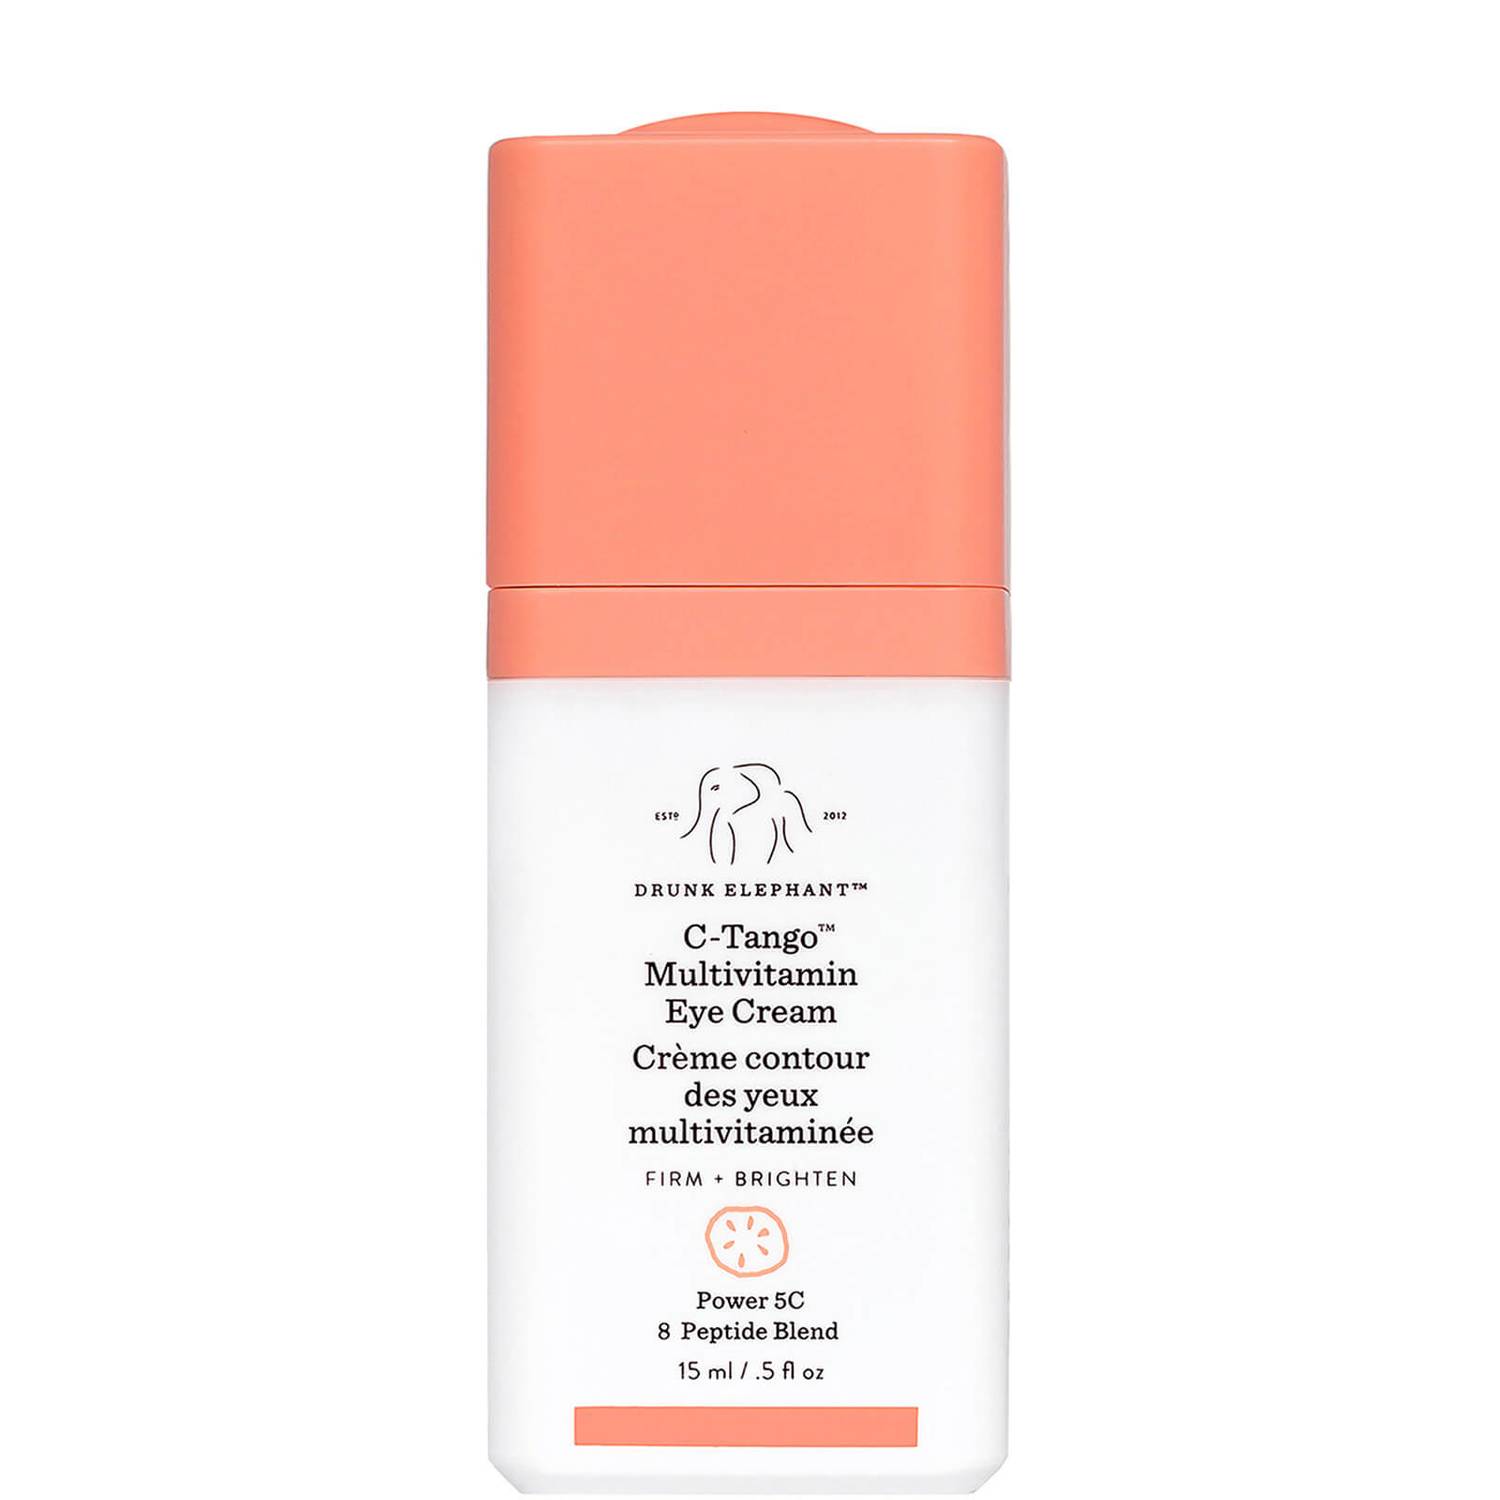 ESTD 2012
DRUNK ELEPHANT™
C-Tango™
Multivitamin
Eye Cream
Crème contour
des yeux
multivitaminée
FIRM + BRIGHTEN
Power 5C
8 Peptide Blend
15 ml / .5 fl oz